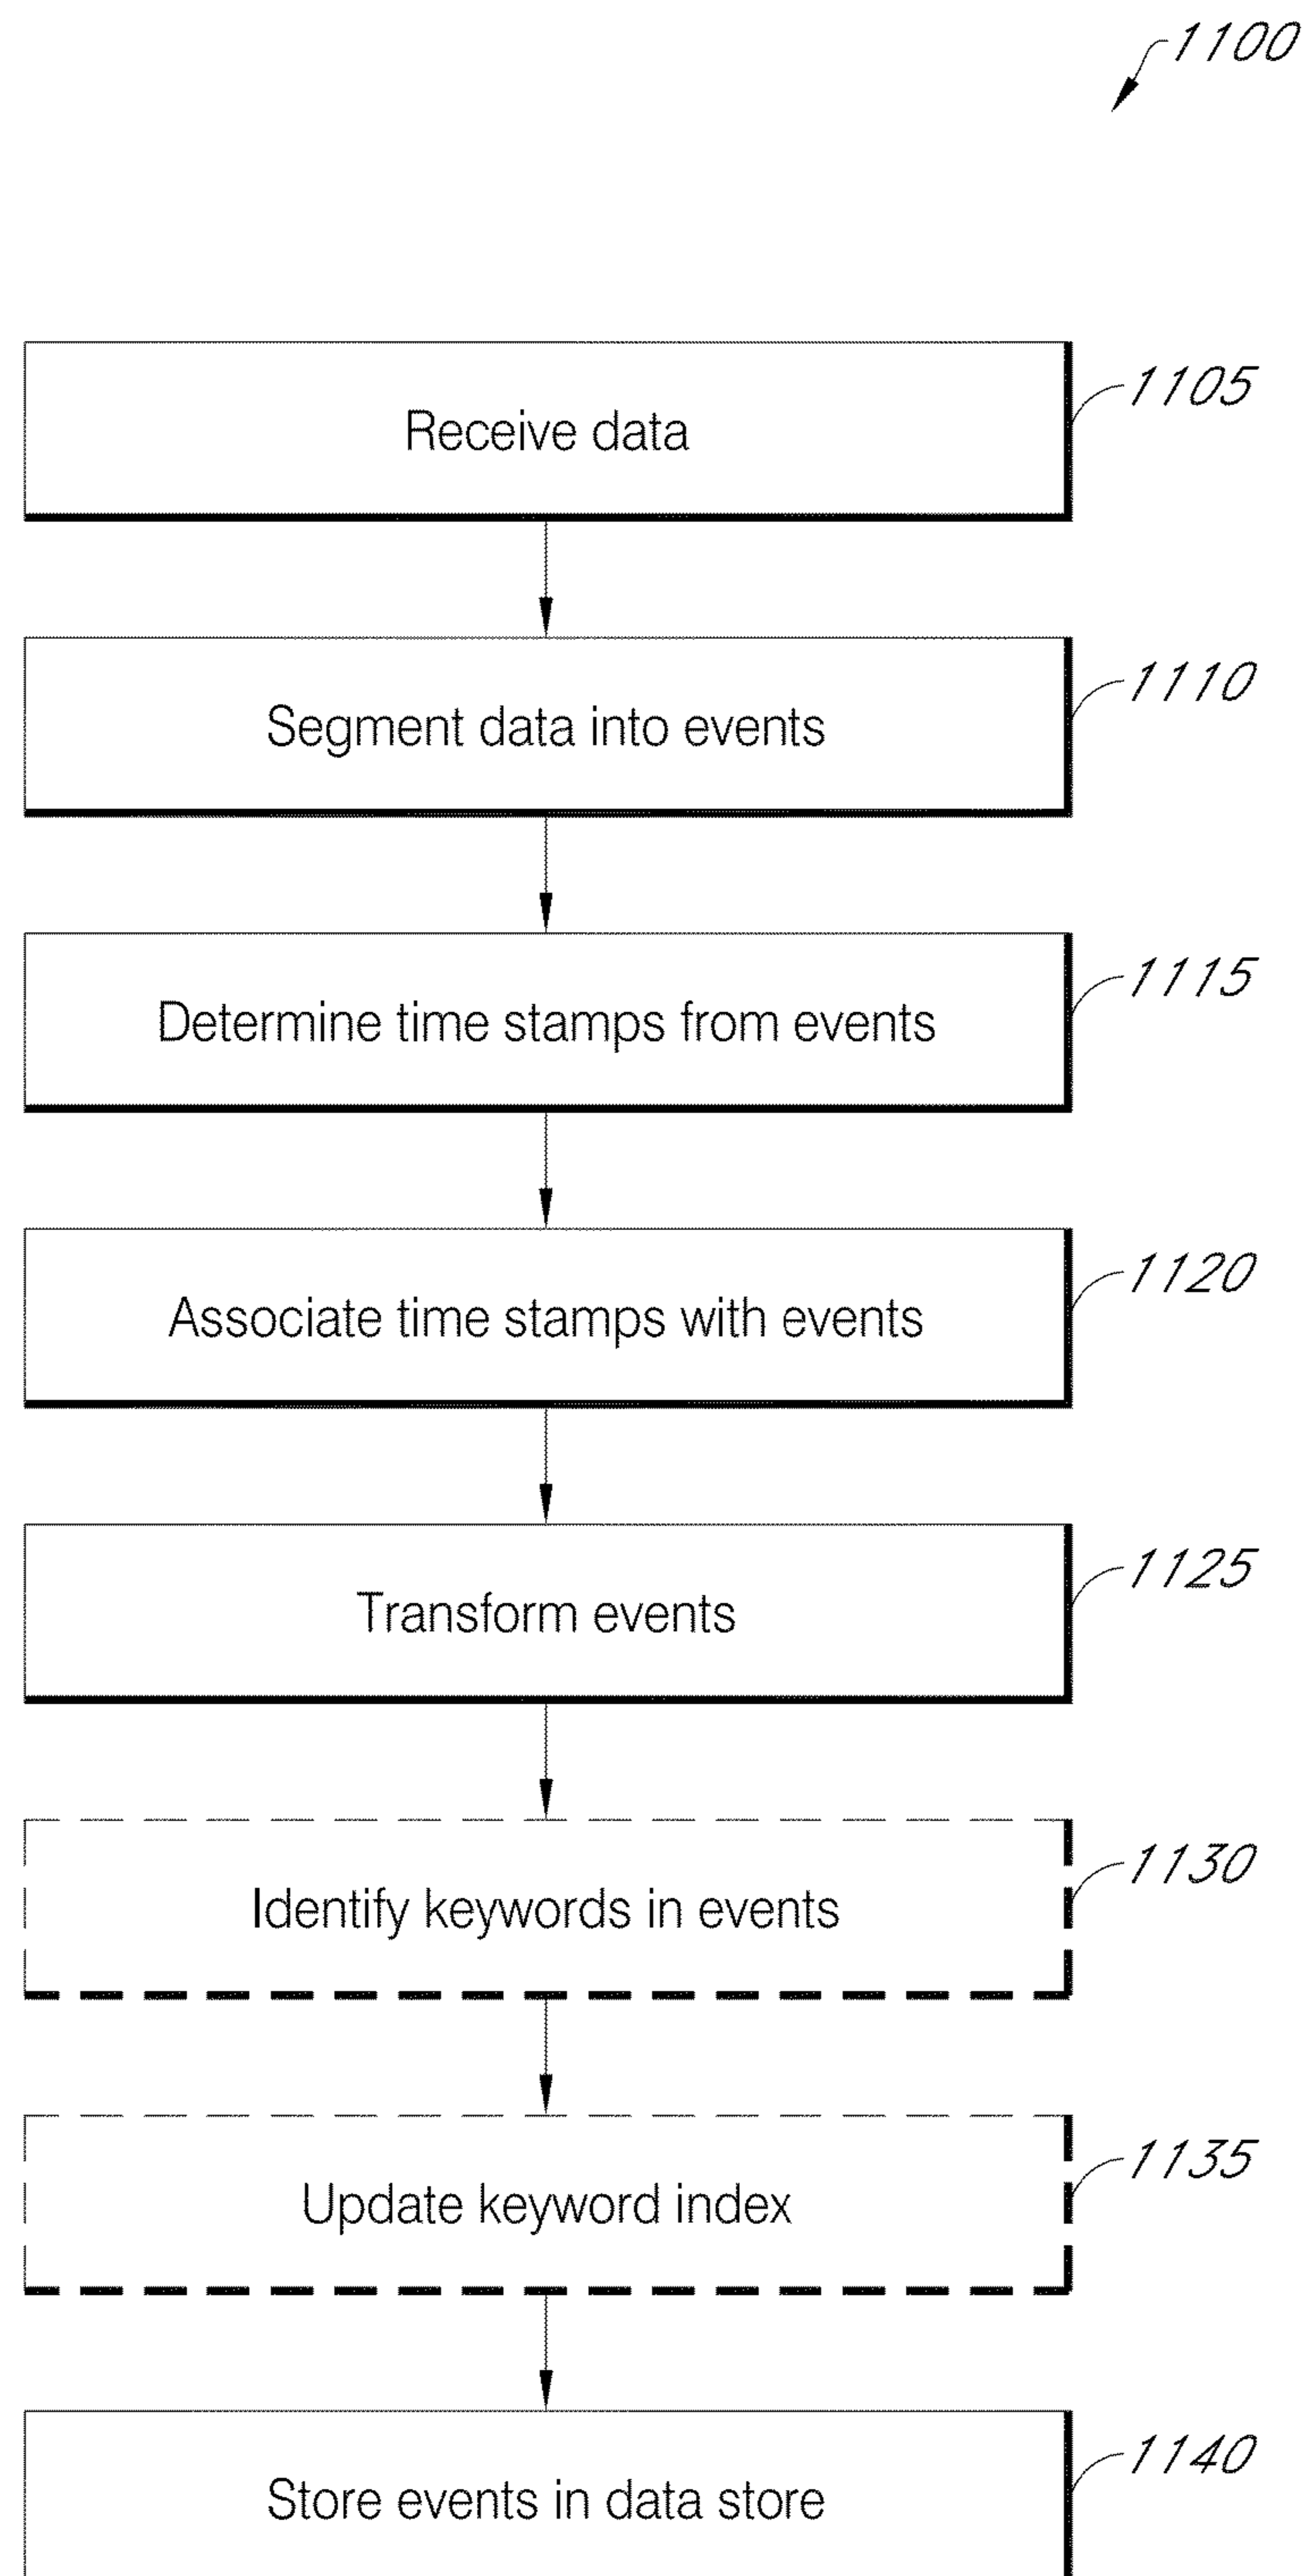 1100
Receive data
1105
Segment data into events
1110
Determine time stamps from events
1115
Associate time stamps with events
1120
Transform events
1125
Identify keywords in events
1130
Update keyword index
1135
Store events in data store
1140